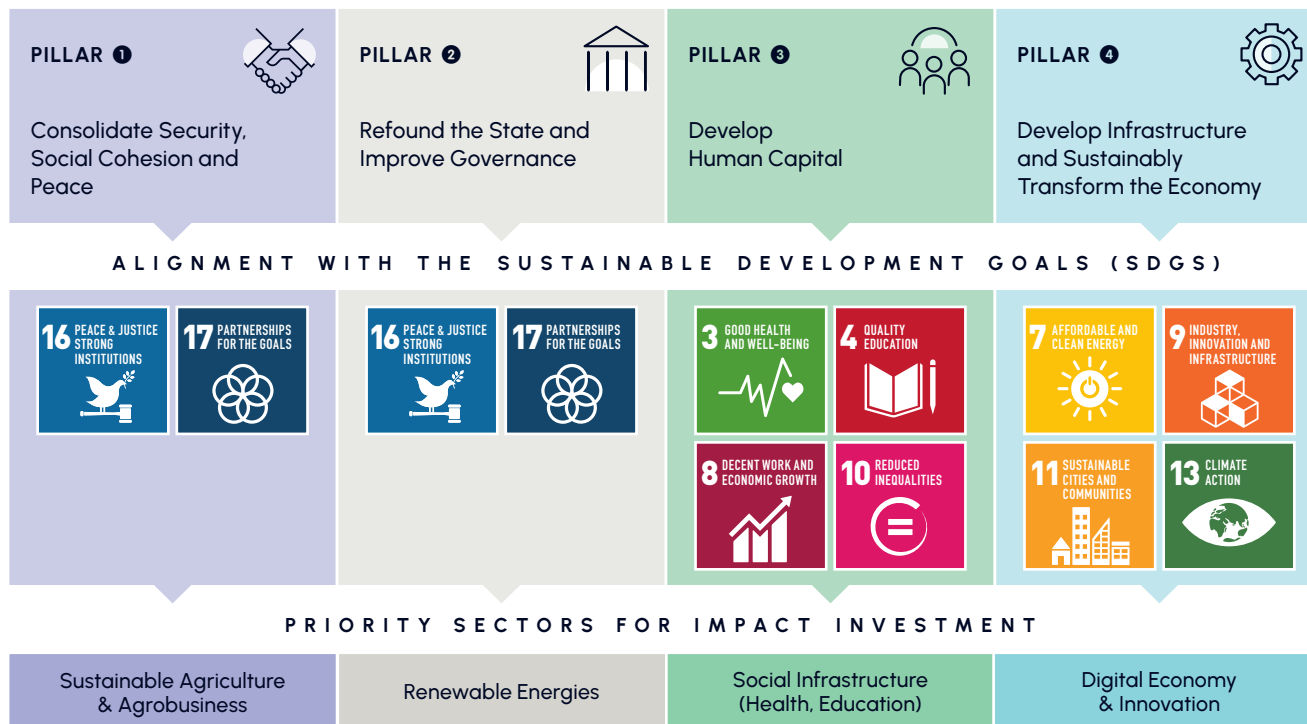 PILLAR 1
Consolidate Security,
Social Cohesion and
Peace
PILLAR 2
Refound the State and
Improve Governance
PILLAR 3
Develop
Human Capital
PILLAR 4
Develop Infrastructure
and Sustainably
Transform the Economy
ALIGNMENT WITH THE SUSTAINABLE DEVELOPMENT GOALS (SDGS)
16 PEACE & JUSTICE
STRONG
INSTITUTIONS
17 PARTNERSHIPS
FOR THE GOALS
16 PEACE & JUSTICE
STRONG
INSTITUTIONS
17 PARTNERSHIPS
FOR THE GOALS
3 GOOD HEALTH
AND WELL-BEING
4 QUALITY
EDUCATION
8 DECENT WORK AND
ECONOMIC GROWTH
10 REDUCED
INEQUALITIES
7 AFFORDABLE AND
CLEAN ENERGY
9 INDUSTRY,
INNOVATION AND
INFRASTRUCTURE
11 SUSTAINABLE
CITIES AND
COMMUNITIES
13 CLIMATE
ACTION
PRIORITY SECTORS FOR IMPACT INVESTMENT
Sustainable Agriculture
& Agrobusiness
Renewable Energies
Social Infrastructure
(Health, Education)
Digital Economy
& Innovation